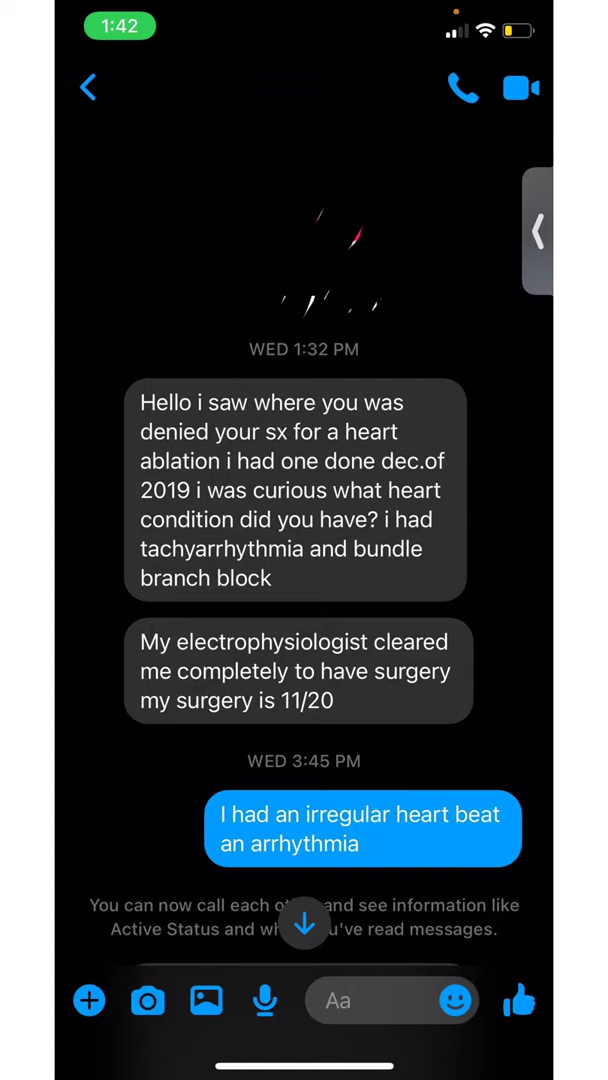 1:42
WED 1:32 PM
Hello i saw where you was
denied your sx for a heart
ablation i had one done dec.of
2019 i was curious what heart
condition did you have? i had
tachyarrhythmia and bundle
branch block
My electrophysiologist cleared
me completely to have surgery
my surgery is 11/20
WED 3:45 PM
I had an irregular heart beat
an arrhythmia
You can now call each and see information like
Active Status and read messages.
Aa